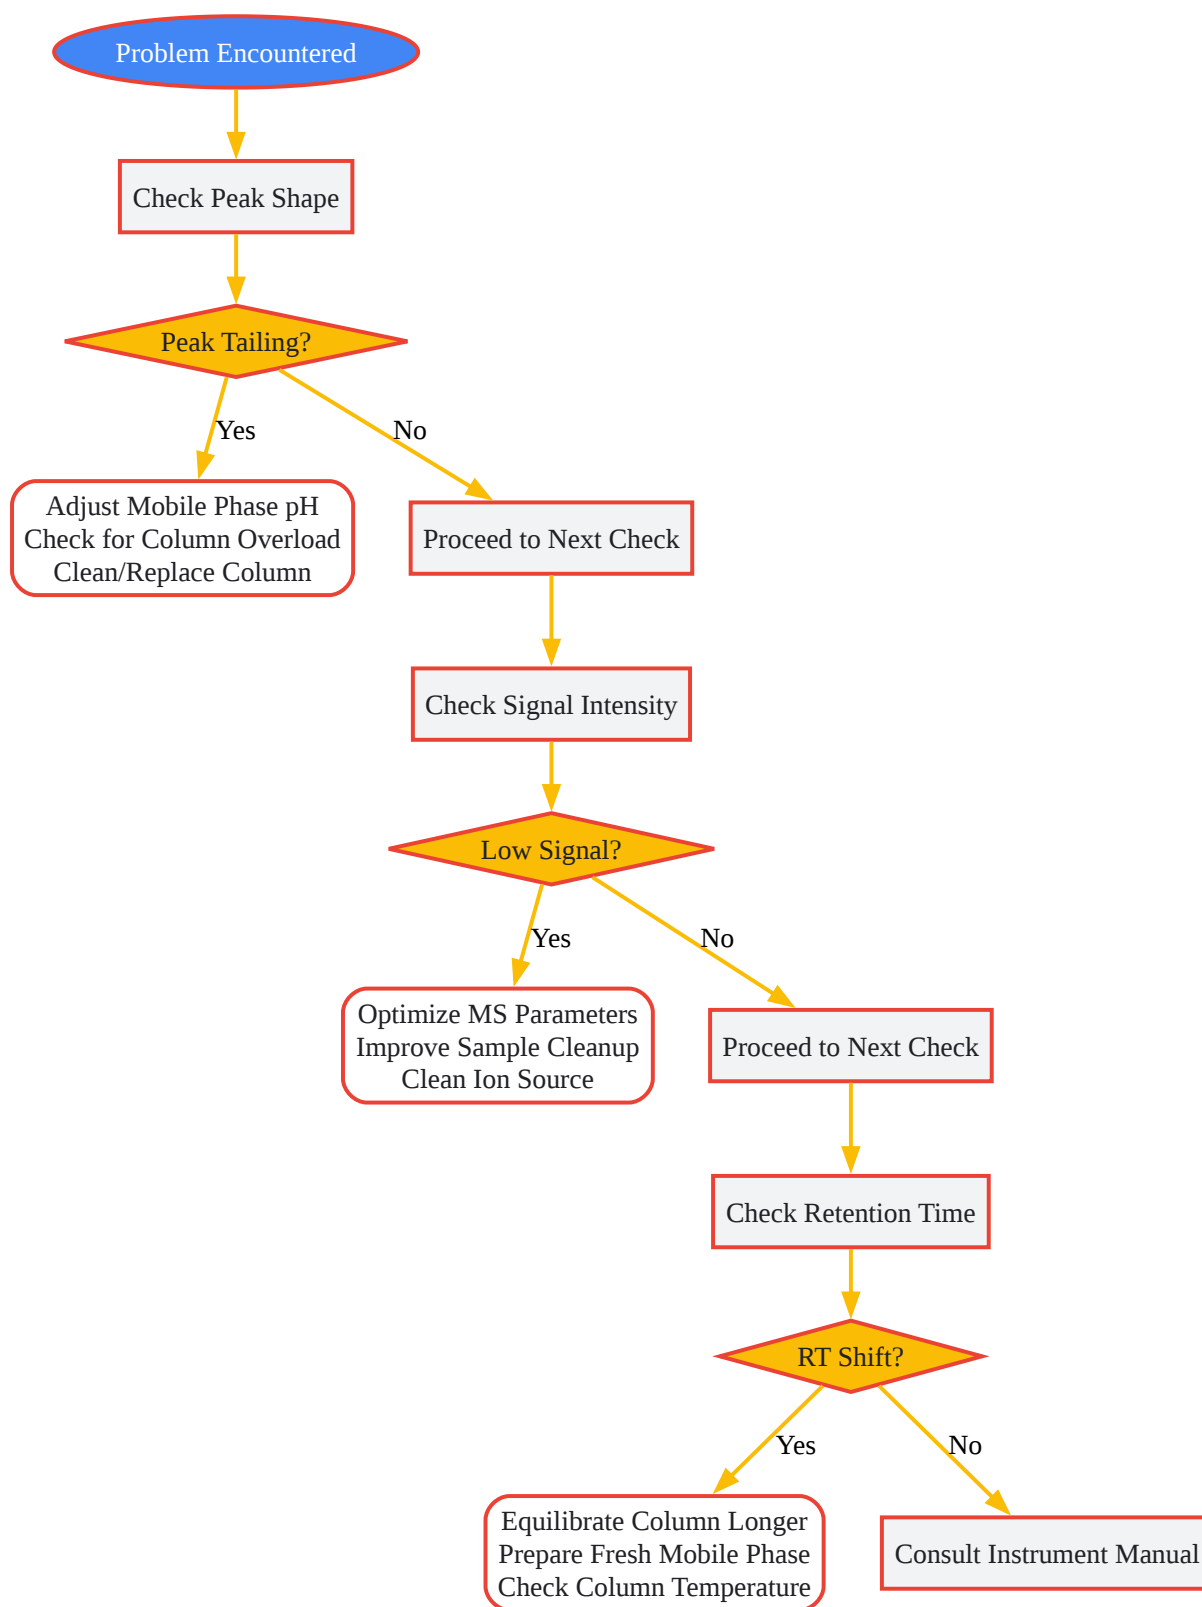 Problem Encountered
Check Peak Shape
Peak Tailing?
Yes
No
Adjust Mobile Phase pH
Check for Column Overload
Clean/Replace Column
Proceed to Next Check
Check Signal Intensity
Low Signal?
Yes
No
Optimize MS Parameters
Improve Sample Cleanup
Clean Ion Source
Proceed to Next Check
Check Retention Time
RT Shift?
Yes
No
Equilibrate Column Longer
Prepare Fresh Mobile Phase
Check Column Temperature
Consult Instrument Manual